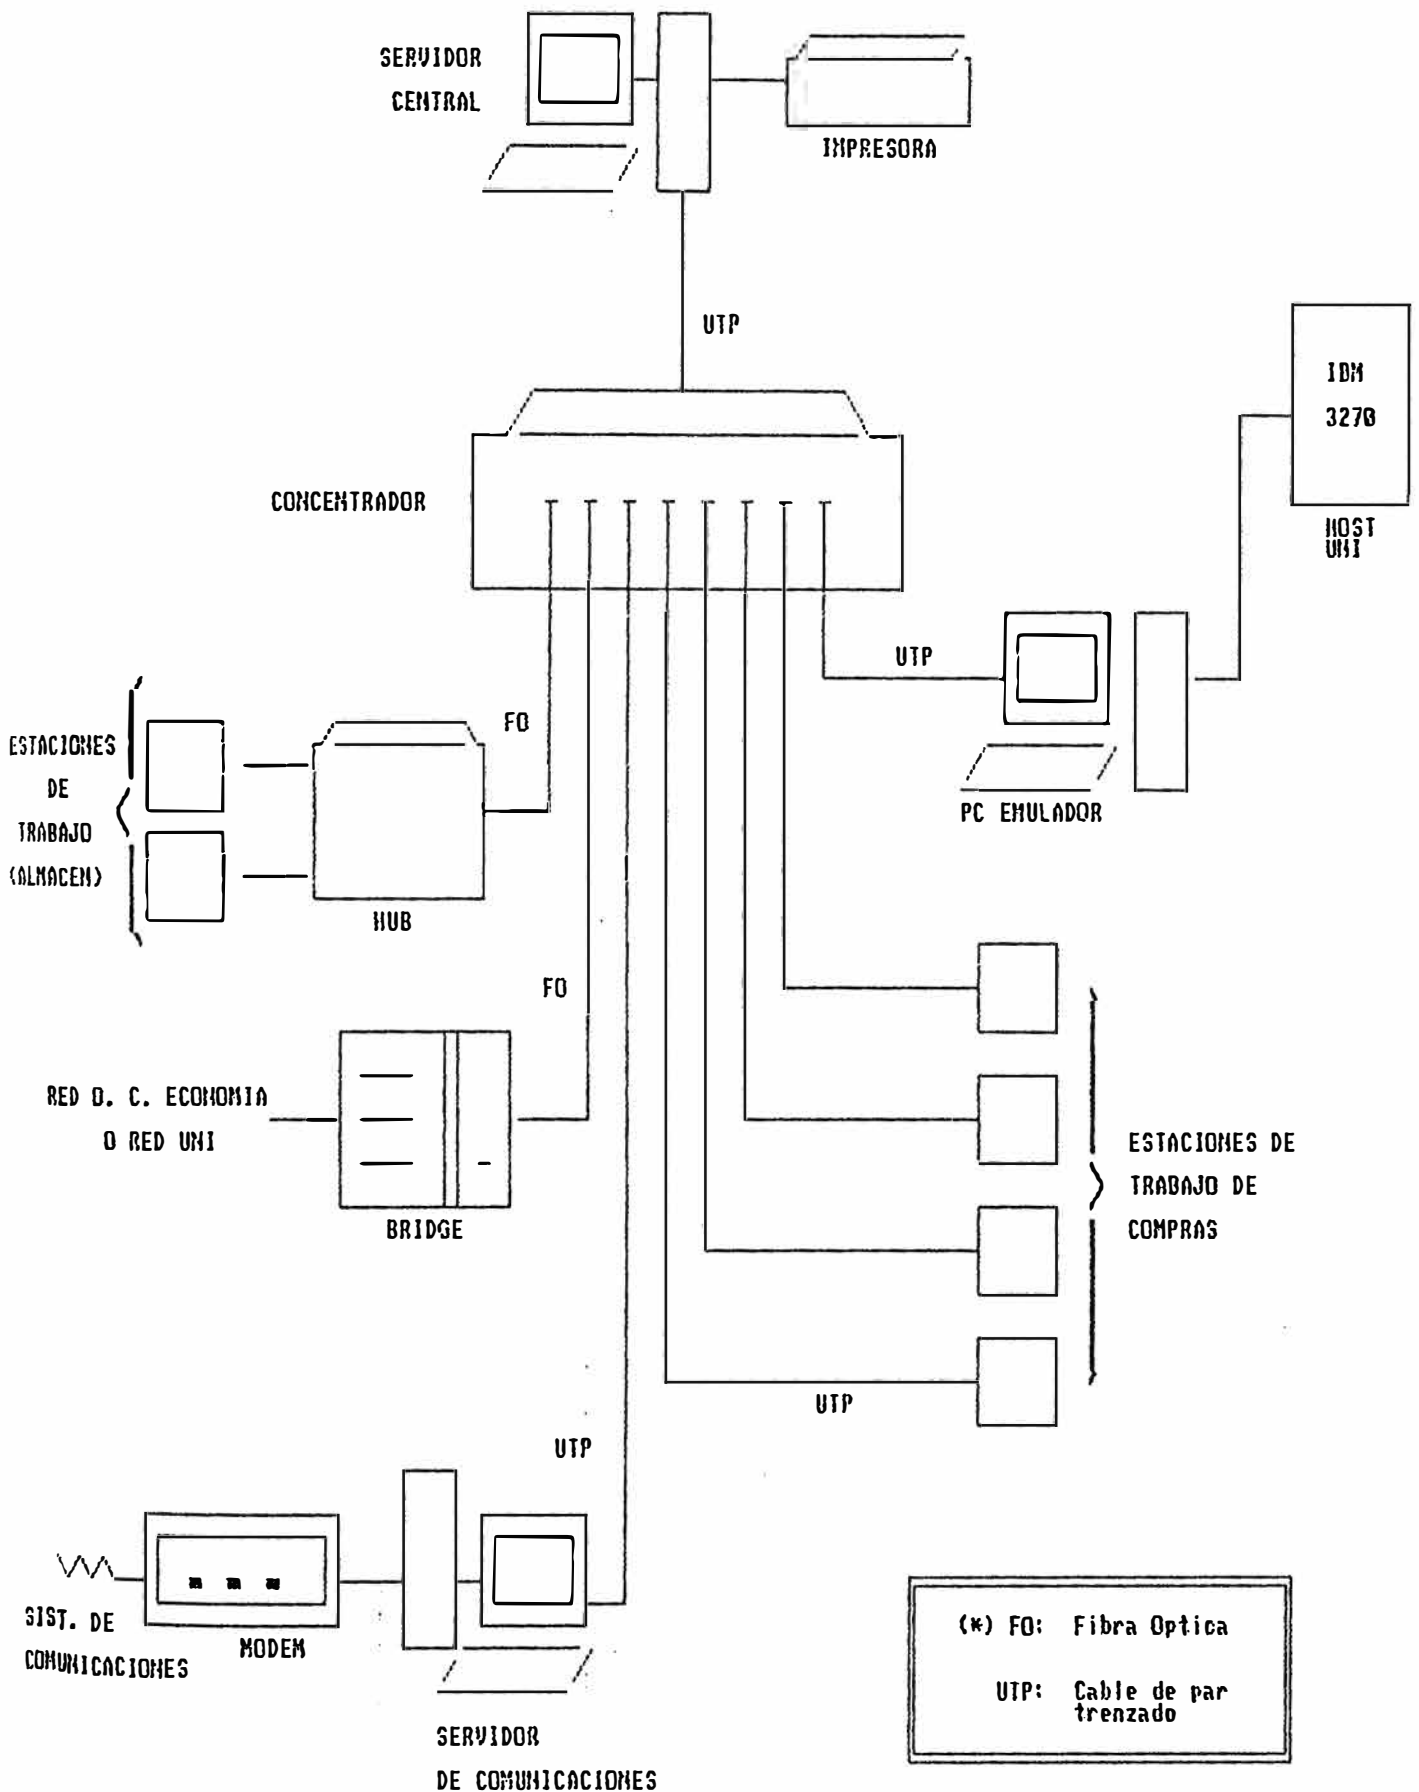 SERVIDOR
CENTRAL
IMPRESORA
UTP
IBM
3270
HOST
UNI
CONCENTRADOR
UTP
FO
ESTACIONES
DE
TRABAJO
(ALMACEN)
HUB
PC EMULADOR
FO
RED O. C. ECONOMIA
O RED UNI
BRIDGE
ESTACIONES DE
TRABAJO DE
COMPRAS
UTP
UTP
SIST. DE
COMUNICACIONES
MODEM
SERVIDOR
DE COMUNICACIONES
(*) FO: Fibra Optica
UTP: Cable de par
trenzado